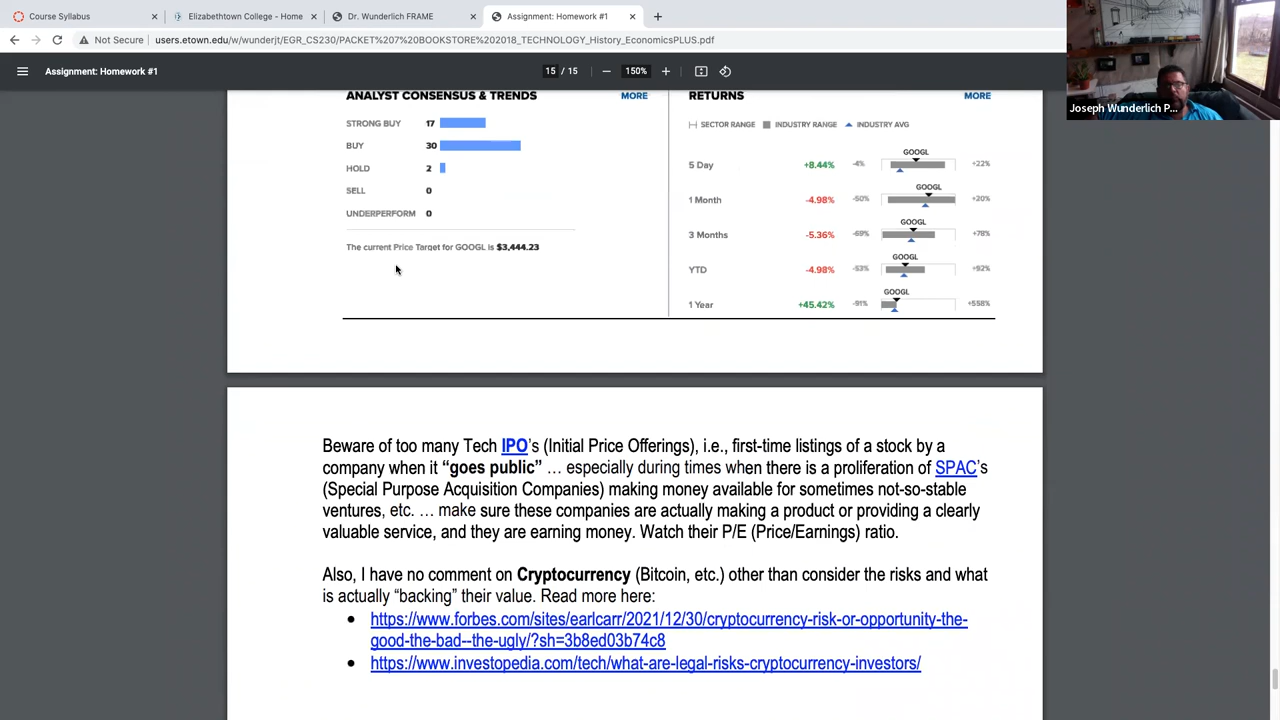 Course Syllabus
Elizabethtown College - Home
Dr. Wunderlich FRAME
Assignment: Homework #1
Not Secure
users.etown.edu/w/wunderjt/EGR_CS230/PACKET%207%20BOOKSTORE%202018_TECHNOLOGY_History_EconomicsPLUS.pdf
Assignment: Homework #1
15 / 15
150%
Joseph Wunderlich P...
ANALYST CONSENSUS & TRENDS MORE
STRONG BUY 17
BUY 30
HOLD 2
SELL 0
UNDERPERFORM 0
The current Price Target for GOOGL is $3,444.23
RETURNS MORE
SECTOR RANGE INDUSTRY RANGE INDUSTRY AVG
GOOGL
5 Day +8.44% -4% +22%
GOOGL
1 Month -4.98% -50% +20%
GOOGL
3 Months -5.36% -69% +78%
GOOGL
YTD -4.98% -53% +92%
GOOGL
1 Year +45.42% -91% +558%
Beware of too many Tech IPO's (Initial Price Offerings), i.e., first-time listings of a stock by a
company when it “goes public” … especially during times when there is a proliferation of SPAC's
(Special Purpose Acquisition Companies) making money available for sometimes not-so-stable
ventures, etc. … make sure these companies are actually making a product or providing a clearly
valuable service, and they are earning money. Watch their P/E (Price/Earnings) ratio.
Also, I have no comment on Cryptocurrency (Bitcoin, etc.) other than consider the risks and what
is actually “backing” their value. Read more here:
• https://www.forbes.com/sites/earlcarr/2021/12/30/cryptocurrency-risk-or-opportunity-the-
good-the-bad--the-ugly/?sh=3b8ed03b74c8
• https://www.investopedia.com/tech/what-are-legal-risks-cryptocurrency-investors/